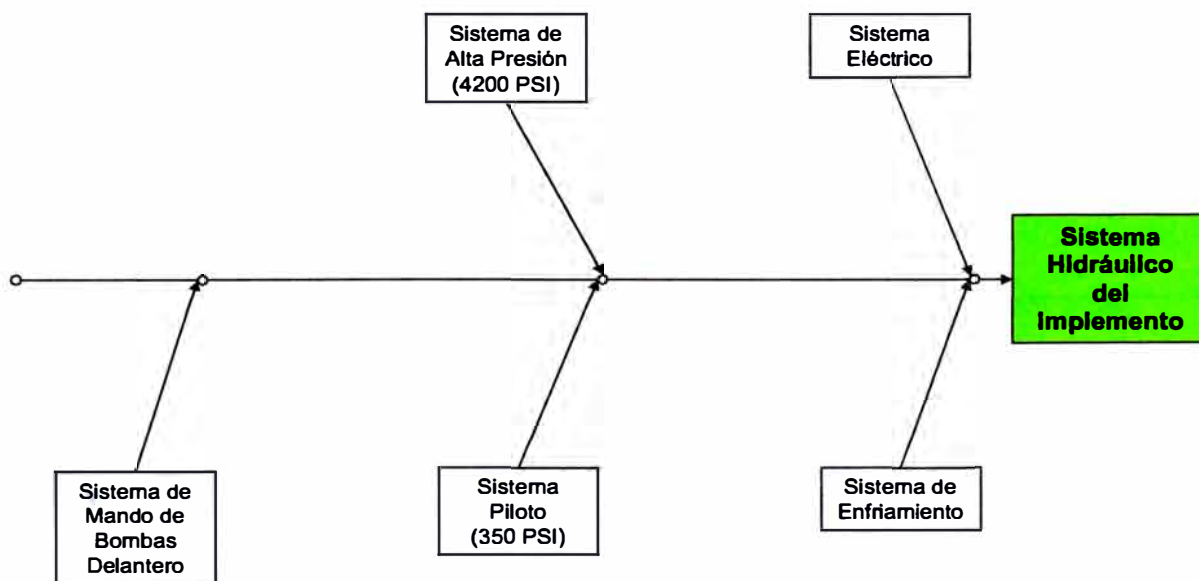 Sistema de
Alta Presión
(4200 PSI)
Sistema
Eléctrico
Sistema
Hidráulico
del
Implemento
Sistema de
Mando de
Bombas
Delantero
Sistema
Piloto
(350 PSI)
Sistema de
Enfriamiento